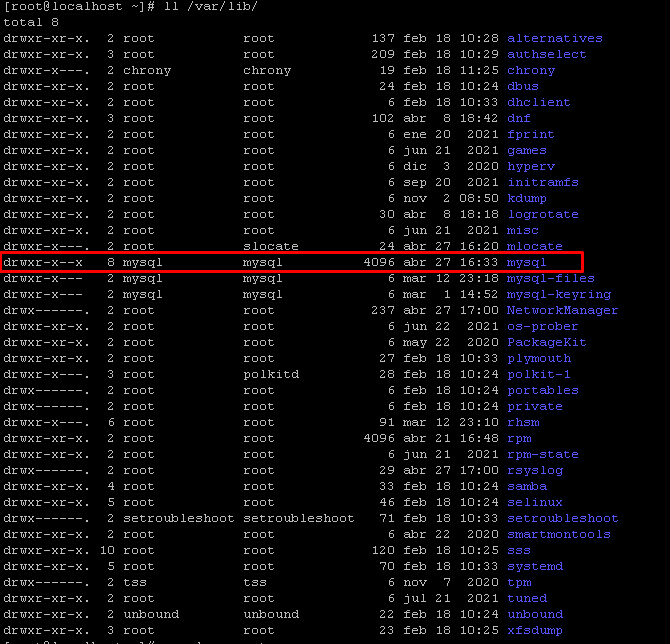 [root@localhost ~]# ll /var/lib/
total 8
drwxr-xr-x.  2 root           root            137 feb 18 10:28 alternatives
drwxr-xr-x.  3 root           root            209 feb 18 10:29 authselect
drwxr-x---.  2 chrony         chrony           19 feb 18 11:25 chrony
drwxr-xr-x.  2 root           root             24 feb 18 10:24 dbus
drwxr-xr-x.  2 root           root              6 feb 18 10:33 dhclient
drwxr-xr-x.  3 root           root            102 abr  8 18:42 dnf
drwxr-xr-x.  2 root           root              6 ene 20  2021 fprint
drwxr-xr-x.  2 root           root              6 jun 21  2021 games
drwxr-xr-x.  2 root           root              6 dic  3  2020 hyperv
drwxr-xr-x.  2 root           root              6 sep 20  2021 initramfs
drwxr-xr-x.  2 root           root              6 nov  2 08:50 kdump
drwxr-xr-x.  2 root           root             30 abr  8 18:18 logrotate
drwxr-xr-x.  2 root           root              6 jun 21  2021 misc
drwxr-x---.  2 root           slocate          24 abr 27 16:20 mlocate
drwxr-x--x   8 mysql          mysql          4096 abr 27 16:33 mysql
drwxr-x---   2 mysql          mysql             6 mar 12 23:18 mysql-files
drwxr-x---   2 mysql          mysql             6 mar  1 14:52 mysql-keyring
drwxr-xr-x.  2 root           root            237 abr 27 17:00 NetworkManager
drwxr-xr-x.  2 root           root              6 jun 22  2021 os-prober
drwxr-xr-x.  2 root           root              6 may 22  2020 PackageKit
drwxr-xr-x.  2 root           root             27 feb 18 10:33 plymouth
drwxr-x---.  3 root           polkitd          28 feb 18 10:24 polkit-1
drwx------.  2 root           root              6 feb 18 10:24 portables
drwx------.  2 root           root              6 feb 18 10:24 private
drwxr-x---.  6 root           root             91 mar 12 23:10 rhsm
drwxr-xr-x.  2 root           root           4096 abr 21 16:48 rpm
drwxr-xr-x.  2 root           root              6 jun 21  2021 rpm-state
drwx------.  2 root           root             29 abr 27 17:00 rsyslog
drwxr-xr-x.  4 root           root             33 feb 18 10:24 samba
drwxr-xr-x.  5 root           root             46 feb 18 10:24 selinux
drwx------.  2 setroubleshoot setroubleshoot   71 feb 18 10:33 setroubleshoot
drwxr-xr-x.  2 root           root              6 abr 22  2020 smartmontools
drwxr-xr-x. 10 root           root            120 feb 18 10:25 sss
drwxr-xr-x.  5 root           root             70 feb 18 10:33 systemd
drwx------.  2 tss            tss               6 nov  7  2020 tpm
drwxr-xr-x.  2 root           root              6 jul 21  2021 tuned
drwxr-xr-x.  2 unbound        unbound          22 feb 18 10:24 unbound
drwxr-xr-x.  3 root           root             23 feb 18 10:25 xfsdump